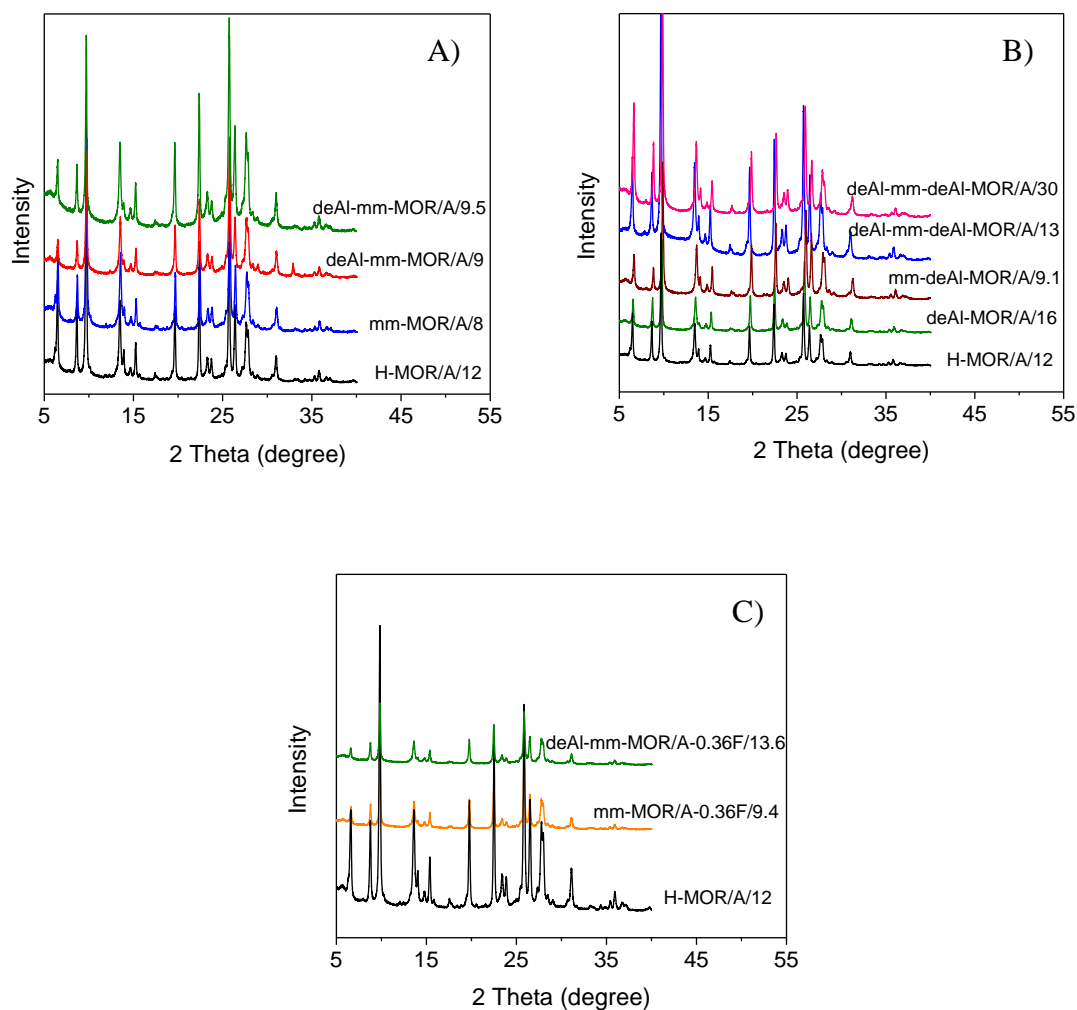 A)
Intensity
deAl-mm-MOR/A/9.5
deAl-mm-MOR/A/9
mm-MOR/A/8
H-MOR/A/12
5 15 25 35 45 55
2 Theta (degree)
B)
Intensity
deAl-mm-deAl-MOR/A/30
deAl-mm-deAl-MOR/A/13
mm-deAl-MOR/A/9.1
deAl-MOR/A/16
H-MOR/A/12
5 15 25 35 45 55
2 Theta (degree)
C)
Intensity
deAl-mm-MOR/A-0.36F/13.6
mm-MOR/A-0.36F/9.4
H-MOR/A/12
5 15 25 35 45 55
2 Theta (degree)